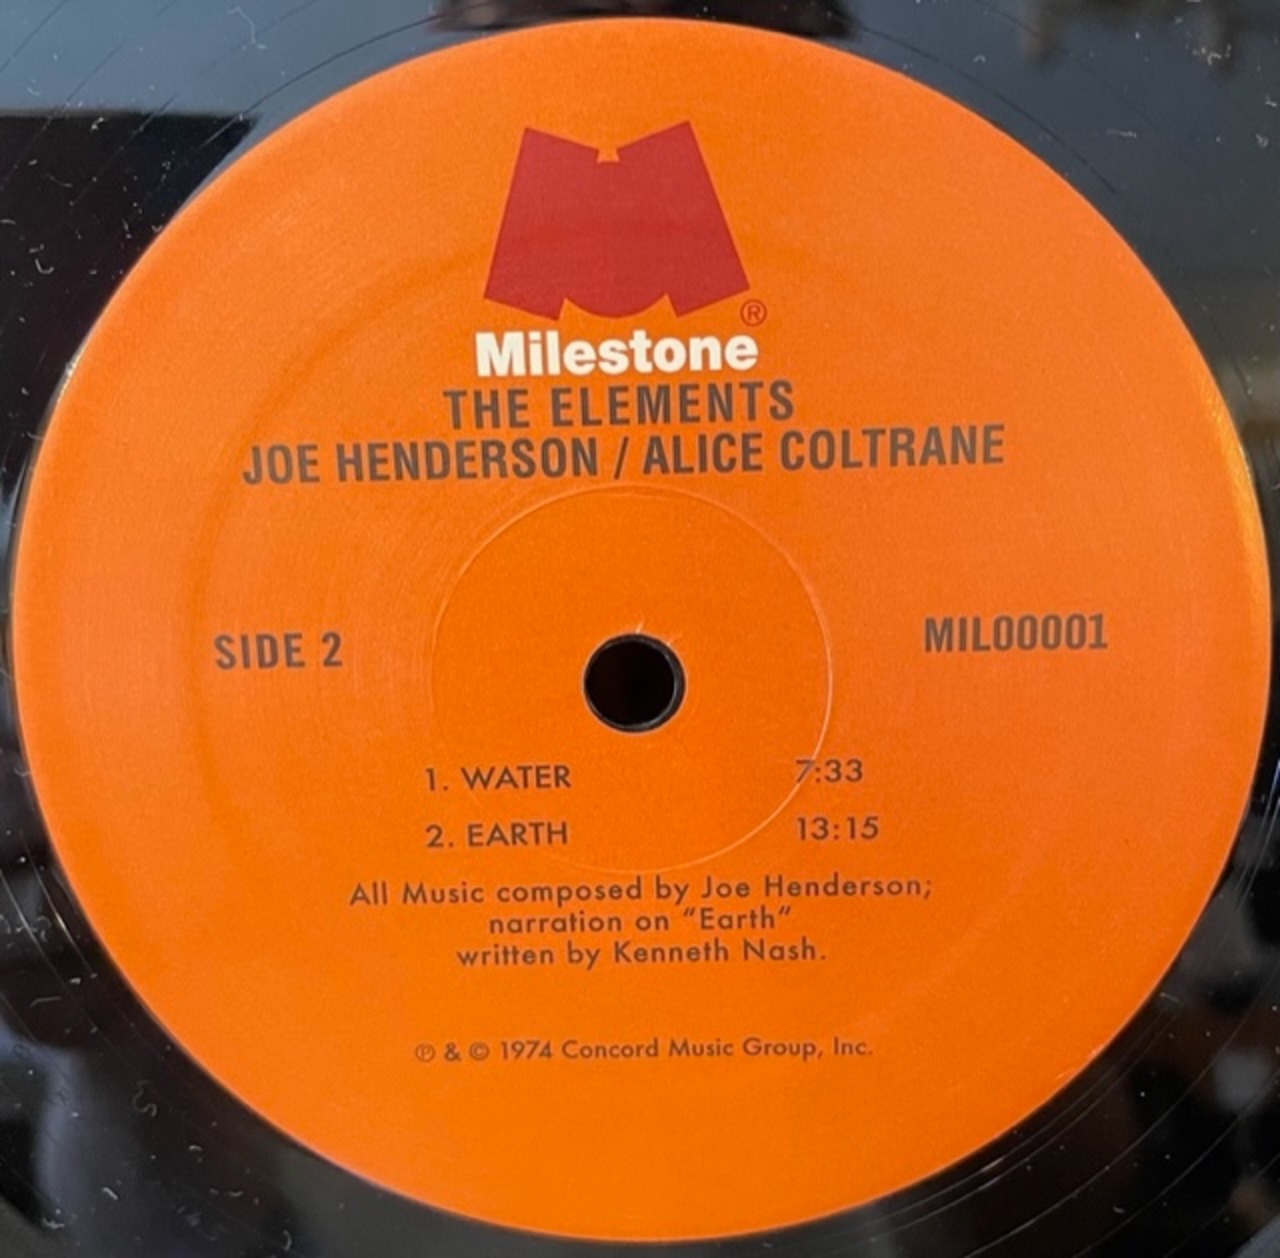 ®
Milestone
THE ELEMENTS
JOE HENDERSON / ALICE COLTRANE
SIDE 2
MIL00001
1. WATER 7:33
2. EARTH 13:15
All Music composed by Joe Henderson;
narration on “Earth”
written by Kenneth Nash.
℗ & © 1974 Concord Music Group, Inc.